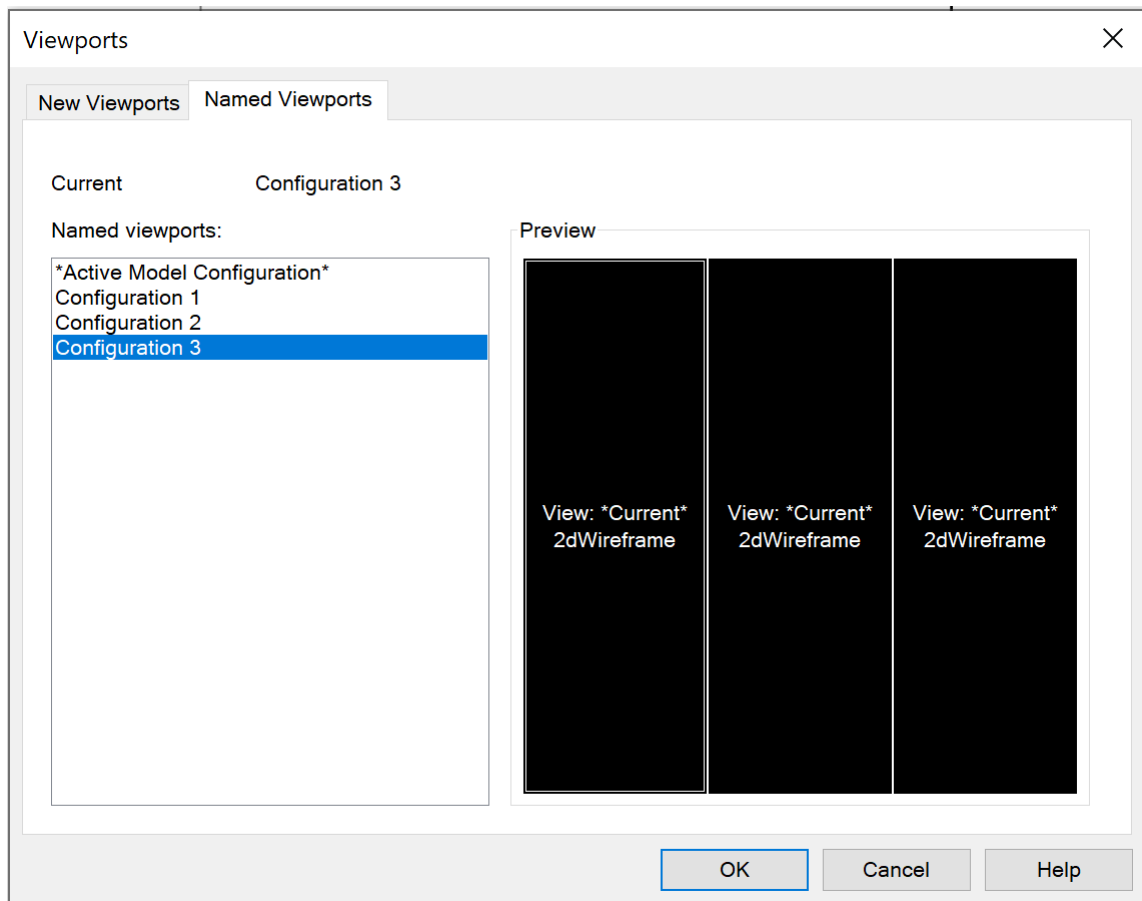 Viewports
New Viewports
Named Viewports
Current
Configuration 3
Named viewports:
*Active Model Configuration*
Configuration 1
Configuration 2
Configuration 3
Preview
View: *Current*
2dWireframe
View: *Current*
2dWireframe
View: *Current*
2dWireframe
OK
Cancel
Help